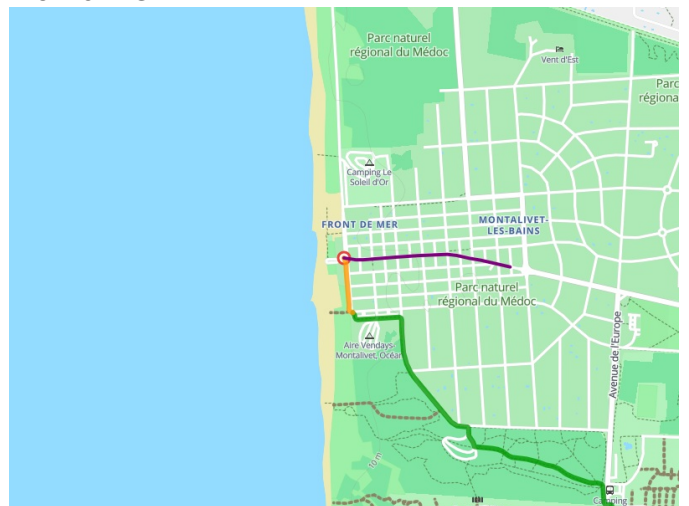 Parc naturel
régional du Médoc
Vent d'Est
Parc
régiona
Camping Le
Soleil d'Or
FRONT DE MER
MONTALIVET-
LES-BAINS
Parc naturel
régional du Médoc
Aire Vendays-
Montalivet, Océan
Avenue de l'Europe
10 m
Camping